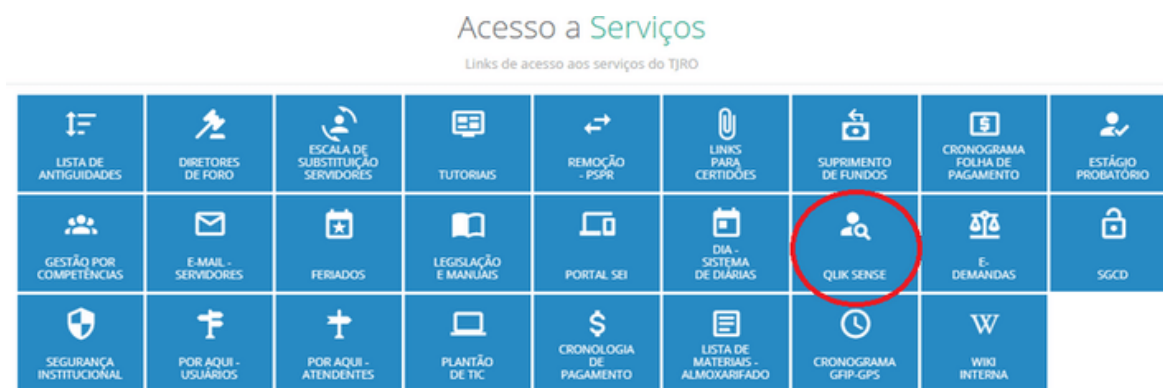 Acesso a Serviços
Links de acesso aos serviços do TJRO
LISTA DE
ANTIGUIDADES
DIRETORES
DE FORO
ESCALA DE
SUBSTITUIÇÃO
SERVIDORES
TUTORIAIS
REMOÇÃO
- PSPR
LINKS
PARA
CERTIDÕES
SUPRIMENTO
DE FUNDOS
CRONOGRAMA
FOLHA DE
PAGAMENTO
ESTÁGIO
PROBATÓRIO
GESTÃO POR
COMPETÊNCIAS
E-MAIL -
SERVIDORES
FERIADOS
LEGISLAÇÃO
E MANUAIS
PORTAL SEI
DIA -
SISTEMA
DE DIÁRIAS
QLIK SENSE
E-
DEMANDAS
SGCD
SEGURANÇA
INSTITUCIONAL
POR AQUI -
USUÁRIOS
POR AQUI -
ATENDENTES
PLANTÃO
DE TIC
CRONOLOGIA
DE
PAGAMENTO
LISTA DE
MATERIAIS -
ALMOXARIFADO
CRONOGRAMA
GFIP-GPS
W
WIKI
INTERNA